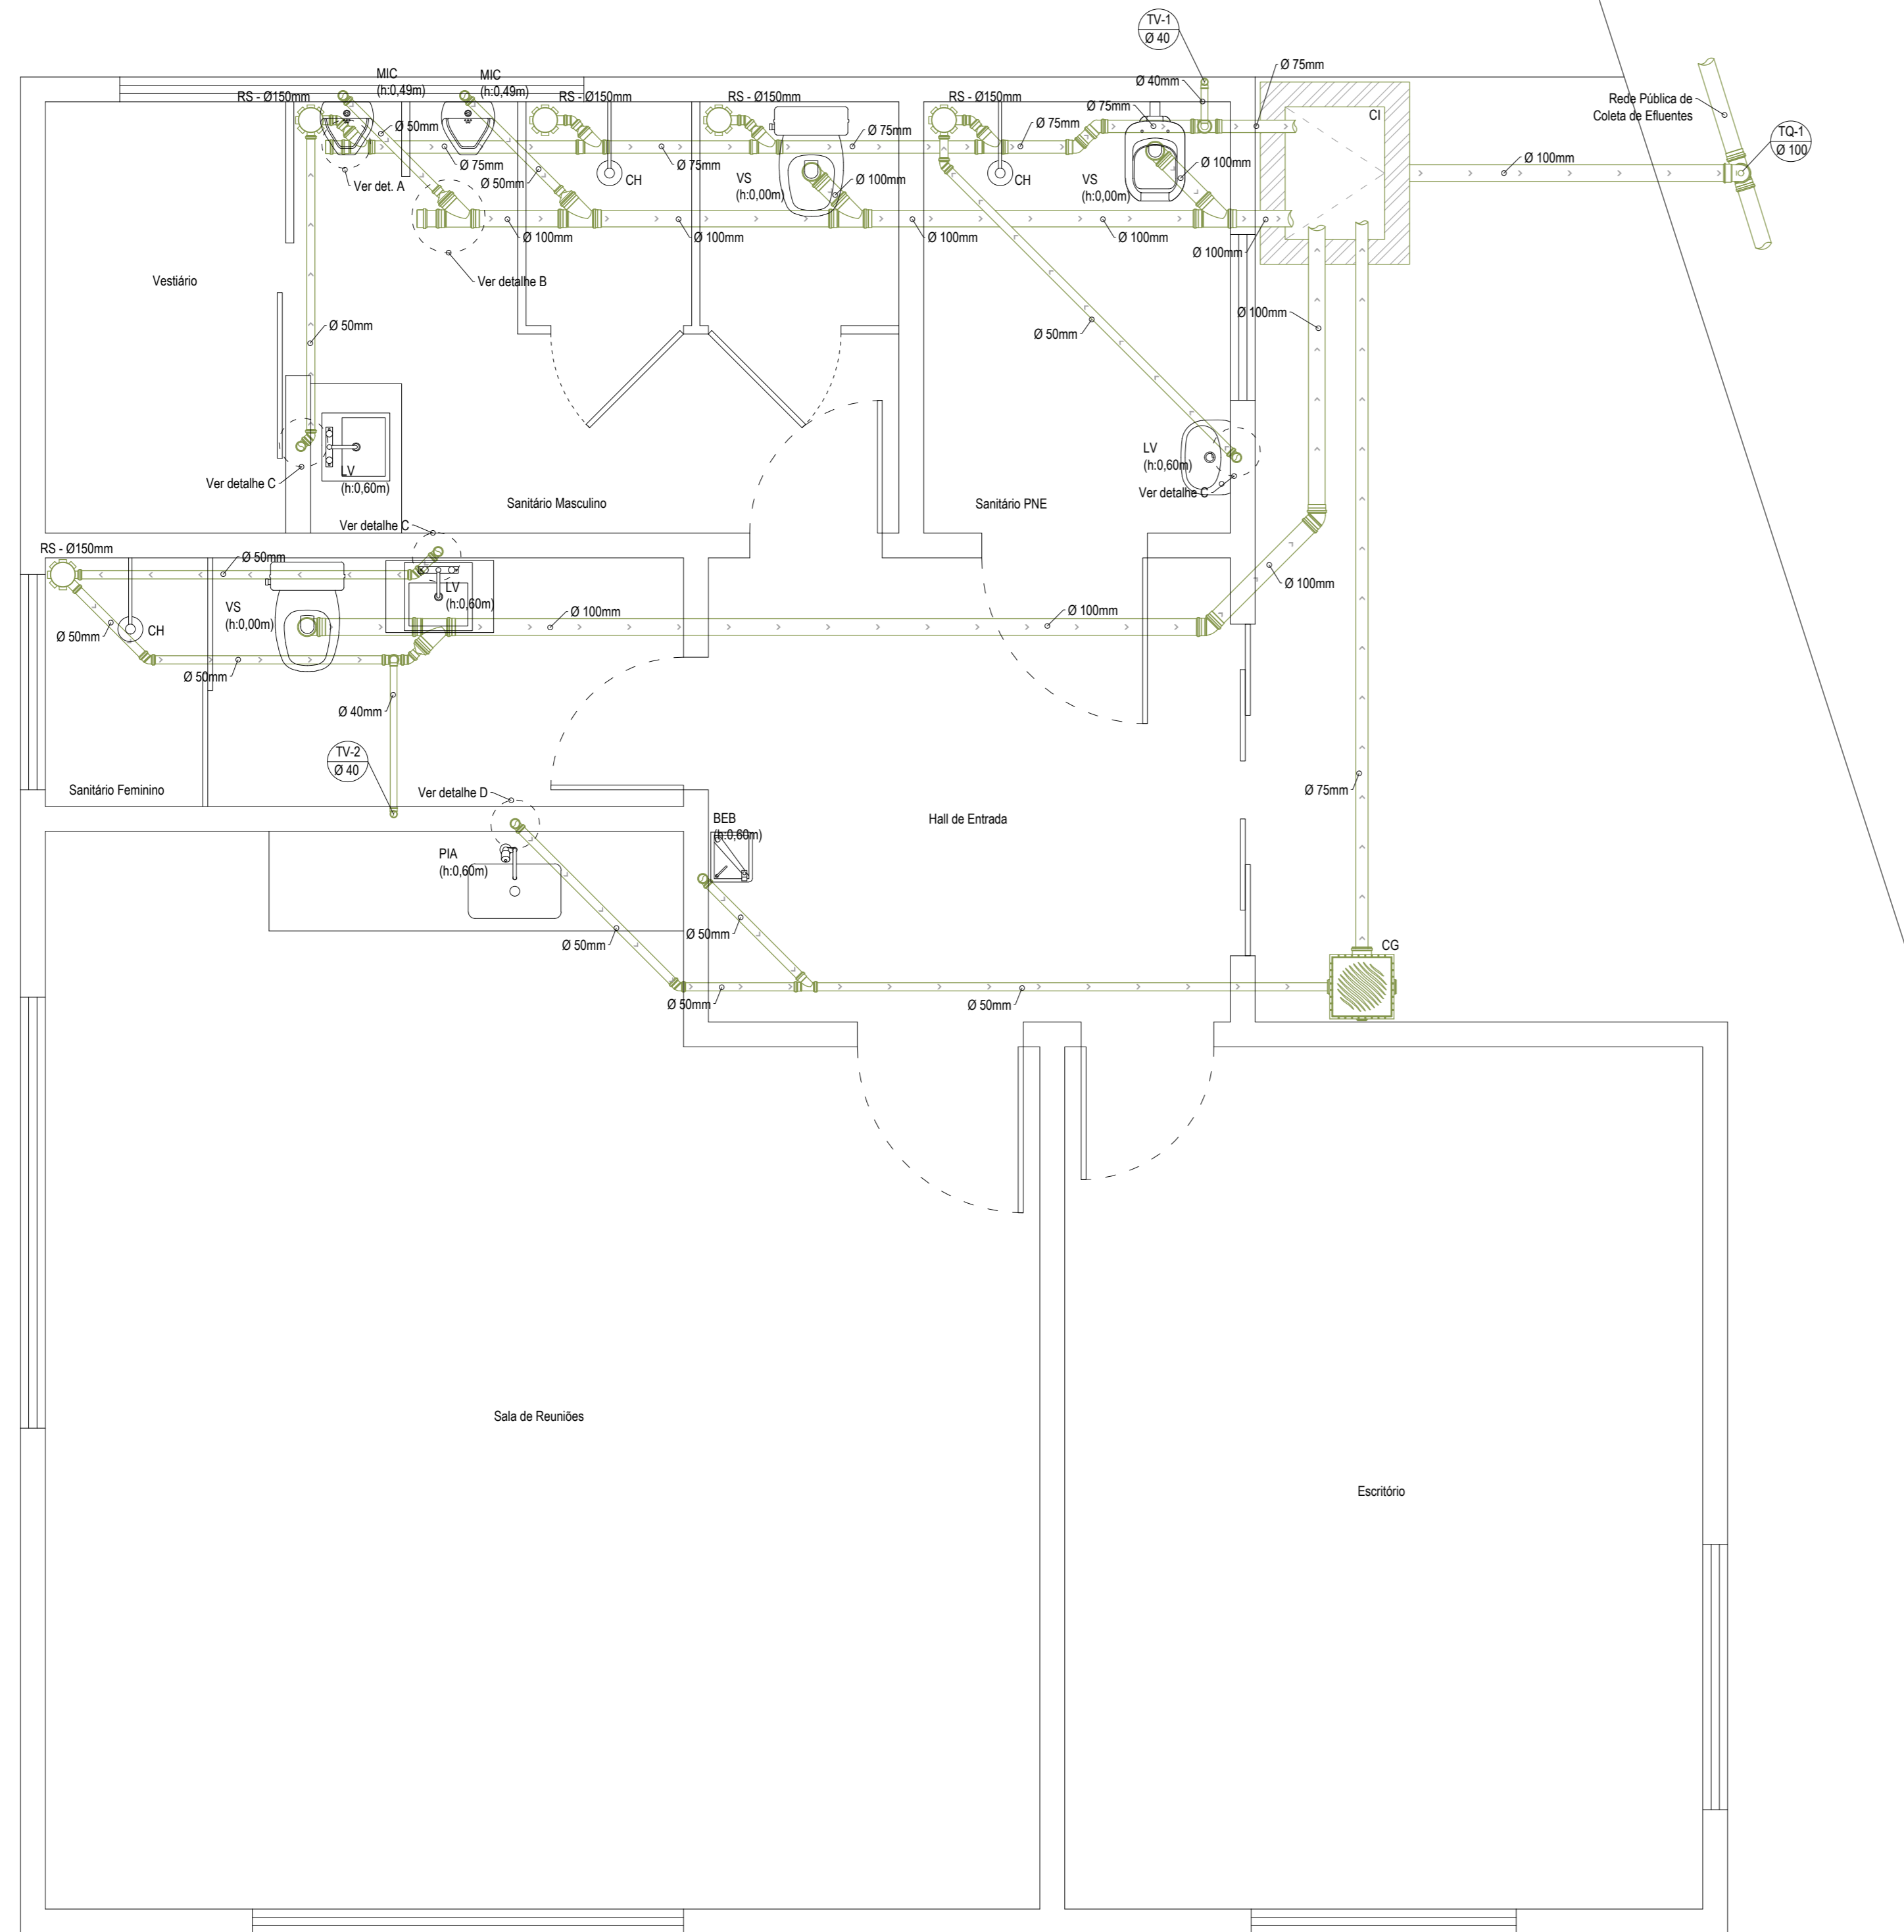 TV-1
Ø 40
MIC
(h:0,49m)
MIC
(h:0,49m)
Ø 40mm
Ø 75mm
RS - Ø150mm
RS - Ø150mm
RS - Ø150mm
RS - Ø150mm
Ø 75mm
CI
Rede Pública de
Coleta de Efluentes
TQ-1
Ø 100
Ø 50mm
Ø 75mm
Ø 75mm
Ø 75mm
Ø 75mm
Ø 100mm
Ver det. A
Ø 50mm
CH
VS
(h:0,00m)
Ø 100mm
CH
VS
(h:0,00m)
Ø 100mm
Ø 100mm
Ø 100mm
Ø 100mm
Ø 100mm
Ø 100mm
Ø 100mm
Vestiário
Ver detalhe B
Ø 50mm
Ø 50mm
Ø 100mm
LV
(h:0,60m)
Ver detalhe C
LV
(h:0,60m)
Ver detalhe C
Sanitário Masculino
Sanitário PNE
Ver detalhe C
RS - Ø150mm
Ø 50mm
LV
(h:0,60m)
Ø 100mm
VS
(h:0,00m)
Ø 100mm
Ø 100mm
Ø 50mm
CH
Ø 50mm
Ø 40mm
TV-2
Ø 40
Sanitário Feminino
Ver detalhe D
Ø 75mm
BEB
(h:0,60m)
Hall de Entrada
PIA
(h:0,60m)
Ø 50mm
Ø 50mm
CG
Ø 50mm
Ø 50mm
Sala de Reuniões
Escritório